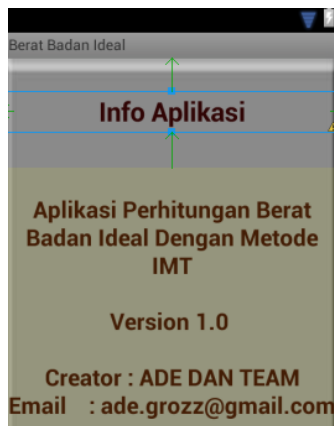 Berat Badan Ideal
Info Aplikasi
Aplikasi Perhitungan Berat
Badan Ideal Dengan Metode
IMT
Version 1.0
Creator : ADE DAN TEAM
Email : ade.grozz@gmail.com